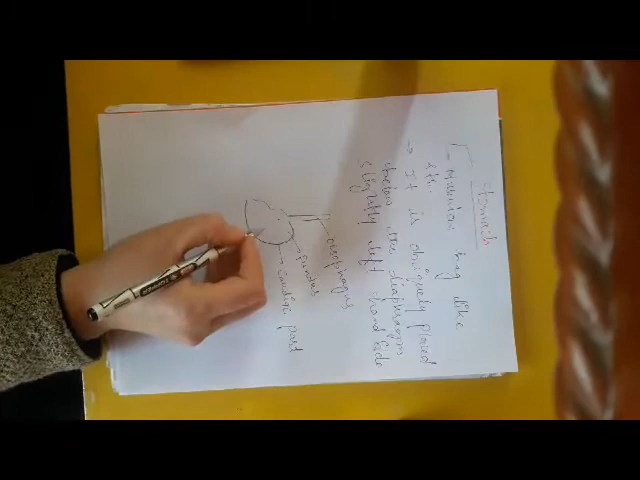 Stomach
muscular bag like
str.
→ It is obliquely placed
below the diaphragm
slightly left hand side
oesophagus
fundus
cardiac part